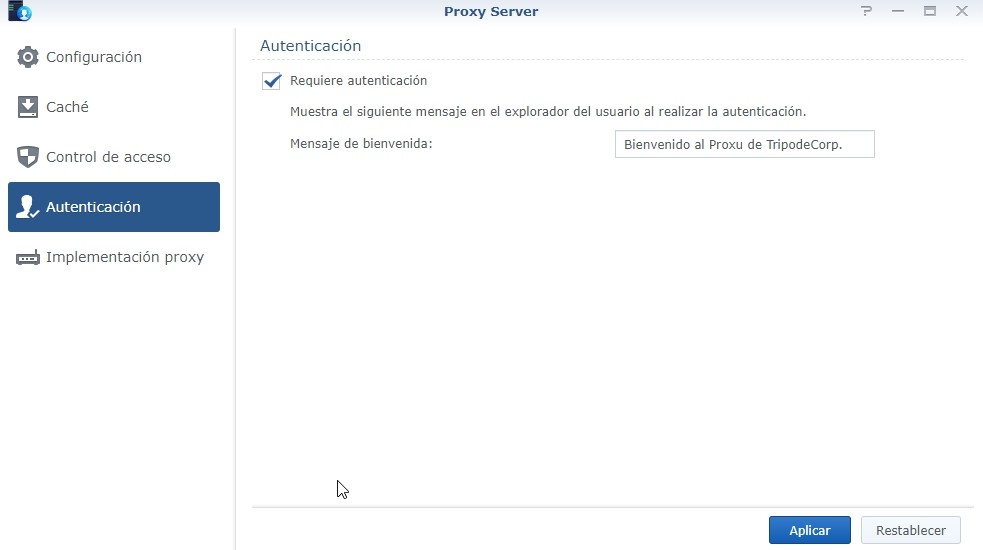 Proxy Server
Configuración
Caché
Control de acceso
Autenticación
Implementación proxy
Autenticación
Requiere autenticación
Muestra el siguiente mensaje en el explorador del usuario al realizar la autenticación.
Mensaje de bienvenida: Bienvenido al Proxu de TripodeCorp.
Aplicar Restablecer